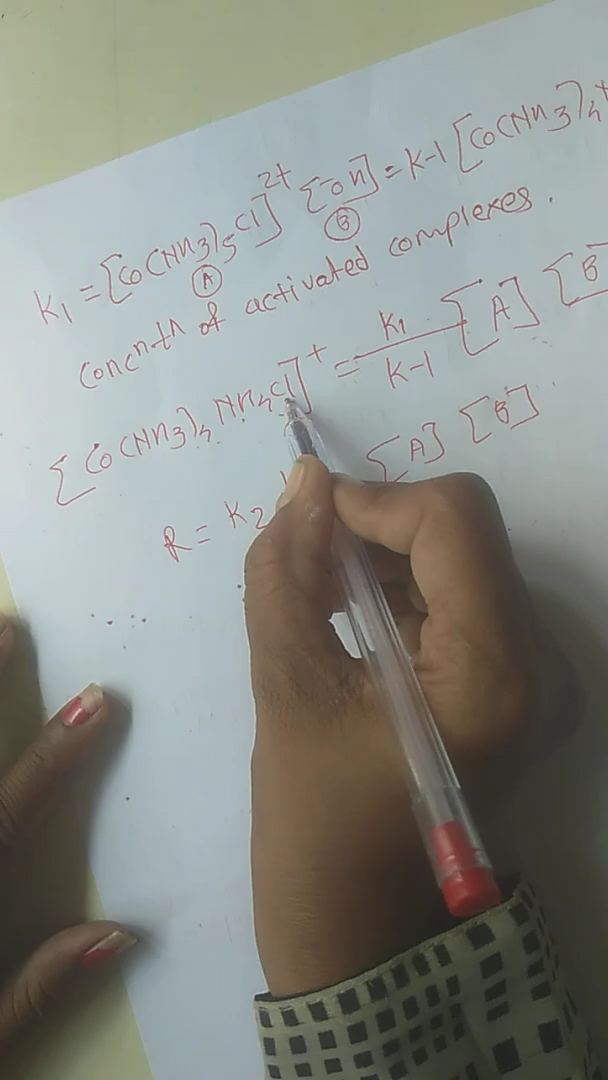 K1 = [Co(NH3)5Cl]2+ [-OH] = K-1 [Co(NH3)4+
A B
concnth of activated complexes.
[Co(NH3)4 NH2Cl]+ = K1/K-1 [A] [B
R = K2 [A] [B]